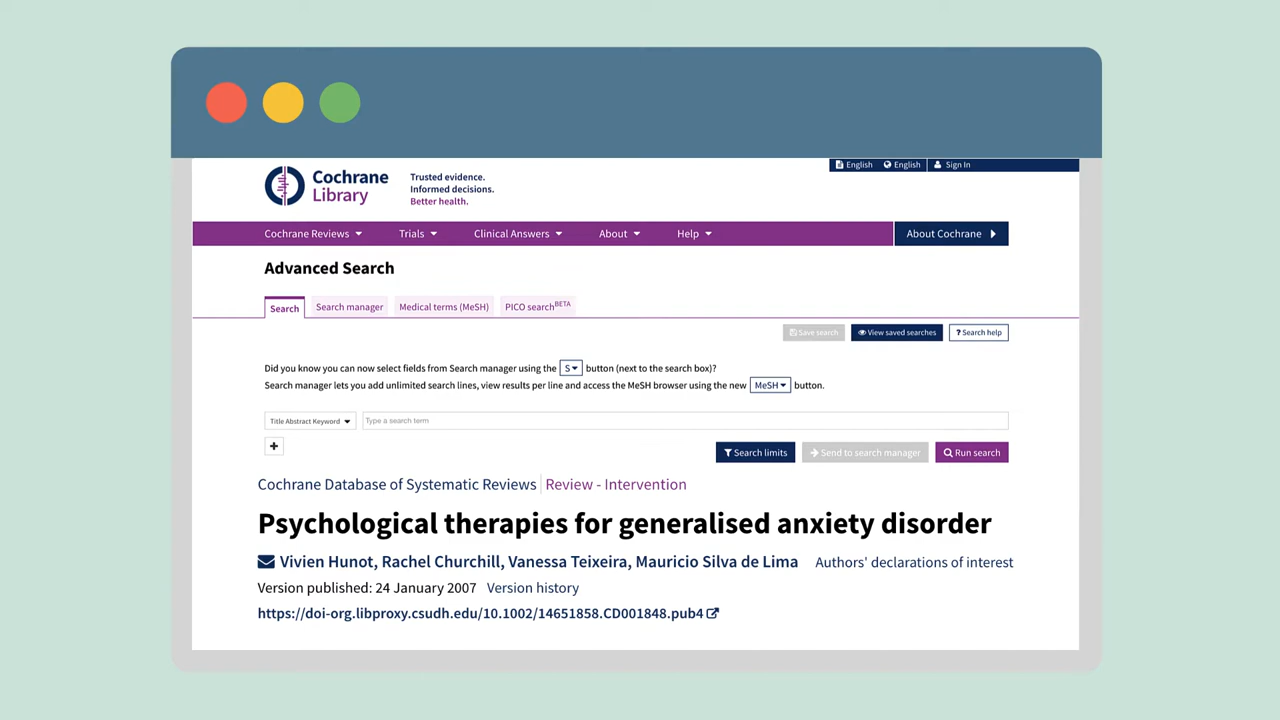 English English Sign In
Cochrane
Library
Trusted evidence.
Informed decisions.
Better health.
Cochrane Reviews Trials Clinical Answers About Help About Cochrane
Advanced Search
Search Search manager Medical terms (MeSH) PICO search BETA
Save search View saved searches ? Search help
Did you know you can now select fields from Search manager using the S button (next to the search box)?
Search manager lets you add unlimited search lines, view results per line and access the MeSH browser using the new MeSH button.
Title Abstract Keyword Type a search term
+
Search limits Send to search manager Run search
Cochrane Database of Systematic Reviews Review - Intervention
Psychological therapies for generalised anxiety disorder
Vivien Hunot, Rachel Churchill, Vanessa Teixeira, Mauricio Silva de Lima Authors' declarations of interest
Version published: 24 January 2007 Version history
https://doi-org.libproxy.csudh.edu/10.1002/14651858.CD001848.pub4